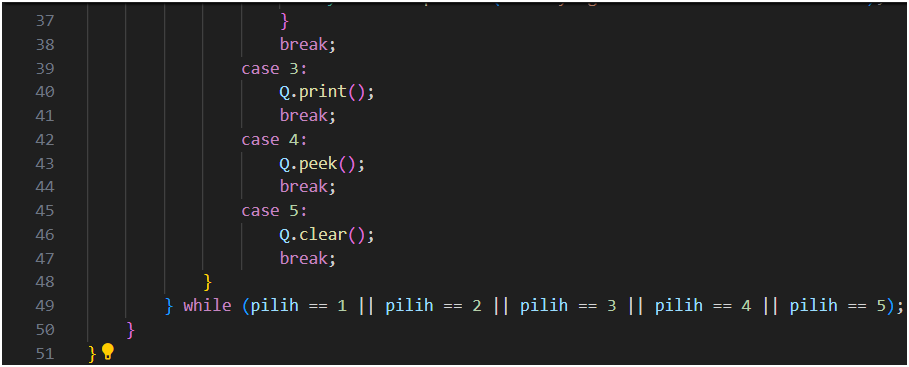 37 }
38 break;
39 case 3:
40 Q.print();
41 break;
42 case 4:
43 Q.peek();
44 break;
45 case 5:
46 Q.clear();
47 break;
48 }
49 } while (pilih == 1 || pilih == 2 || pilih == 3 || pilih == 4 || pilih == 5);
50 }
51 }